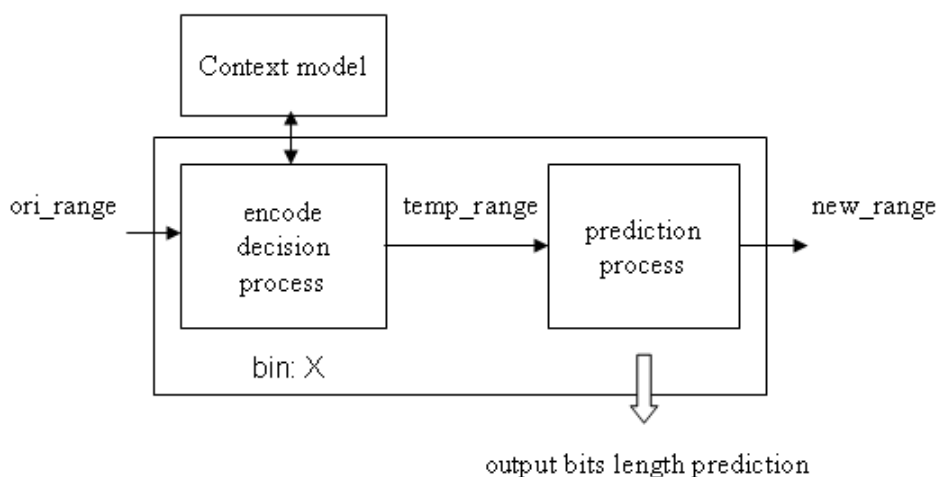 Context model
ori_range
encode
decision
process
temp_range
prediction
process
new_range
bin: X
output bits length prediction